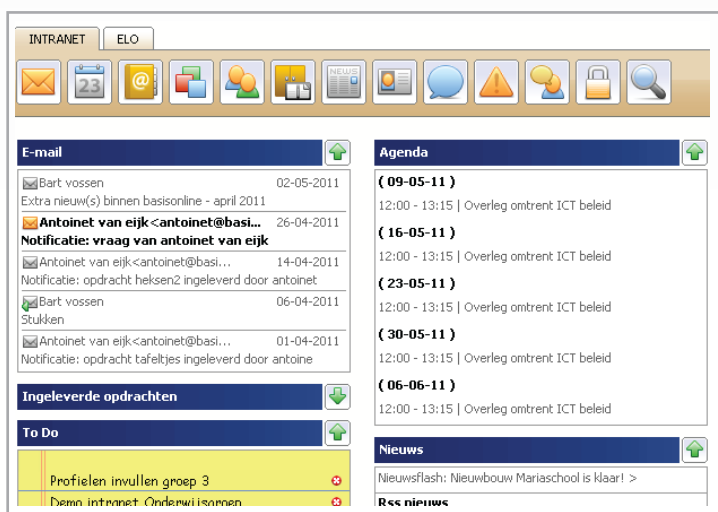 INTRANET ELO
23 @ NEWS
E-mail
Bart vossen 02-05-2011
Extra nieuw(s) binnen basisonline - april 2011
Antoinet van eijk<antoinet@basi... 26-04-2011
Notificatie: vraag van antoinet van eijk
Antoinet van eijk<antoinet@basi... 14-04-2011
Notificatie: opdracht heksen2 ingeleverd door antoinet
Bart vossen 06-04-2011
Stukken
Antoinet van eijk<antoinet@basi... 01-04-2011
Notificatie: opdracht tafeltjes ingeleverd door antoine
Ingeleverde opdrachten
To Do
Profielen invullen groep 3
Demo intranet Onderwijsgroep
Agenda
( 09-05-11 )
12:00 - 13:15 | Overleg omtrent ICT beleid
( 16-05-11 )
12:00 - 13:15 | Overleg omtrent ICT beleid
( 23-05-11 )
12:00 - 13:15 | Overleg omtrent ICT beleid
( 30-05-11 )
12:00 - 13:15 | Overleg omtrent ICT beleid
( 06-06-11 )
12:00 - 13:15 | Overleg omtrent ICT beleid
Nieuws
Nieuwsflash: Nieuwbouw Mariaschool is klaar! >
Rss nieuws